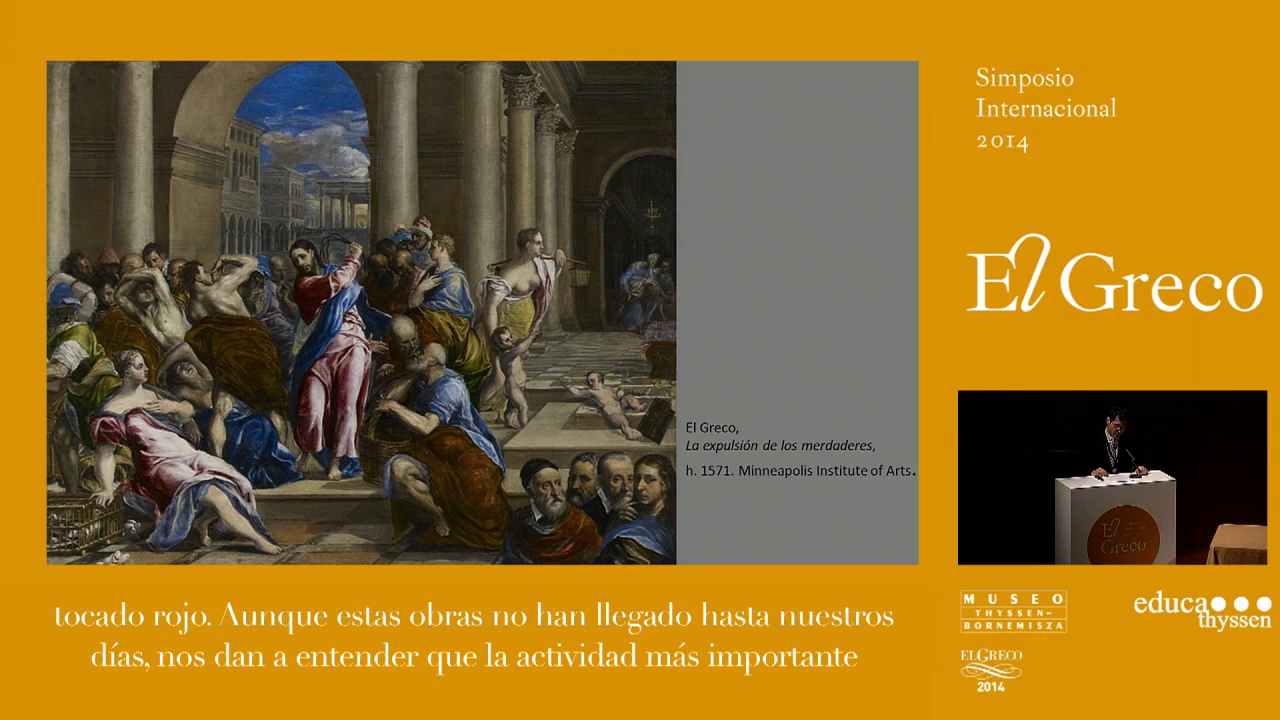 Simposio
Internacional
2014
El Greco
El Greco,
La expulsión de los merdaderes,
h. 1571. Minneapolis Institute of Arts.
El
Greco
tocado rojo. Aunque estas obras no han llegado hasta nuestros
días, nos dan a entender que la actividad más importante
MUSEO
THYSSEN-
BORNEMISZA
educa
thyssen
ELGRECO
2014